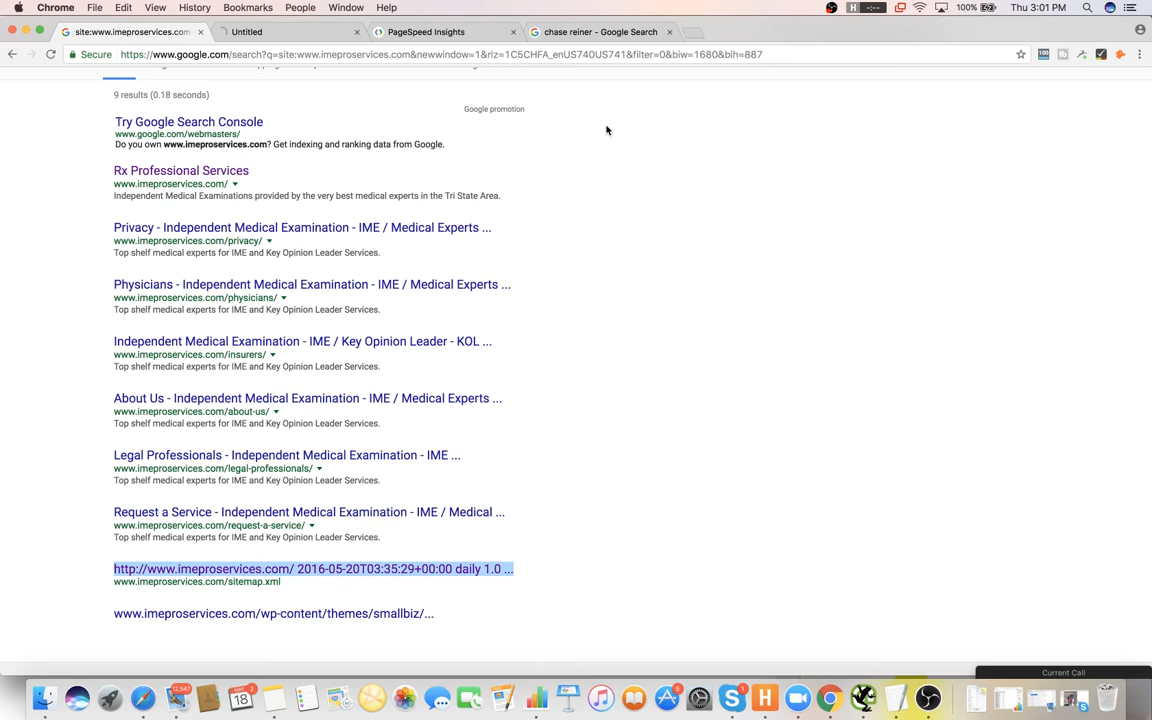 Chrome File Edit View History Bookmarks People Window Help
100% Thu 3:01 PM
site:www.imeproservices.com
Untitled
PageSpeed Insights
chase reiner - Google Search
Secure https://www.google.com/search?q=site:www.imeproservices.com&newwindow=1&rlz=1C5CHFA_enUS740US741&filter=0&biw=1680&bih=887
9 results (0.18 seconds)
Google promotion
Try Google Search Console
www.google.com/webmasters/
Do you own www.imeproservices.com? Get indexing and ranking data from Google.
Rx Professional Services
www.imeproservices.com/
Independent Medical Examinations provided by the very best medical experts in the Tri State Area.
Privacy - Independent Medical Examination - IME / Medical Experts ...
www.imeproservices.com/privacy/
Top shelf medical experts for IME and Key Opinion Leader Services.
Physicians - Independent Medical Examination - IME / Medical Experts ...
www.imeproservices.com/physicians/
Top shelf medical experts for IME and Key Opinion Leader Services.
Independent Medical Examination - IME / Key Opinion Leader - KOL ...
www.imeproservices.com/insurers/
Top shelf medical experts for IME and Key Opinion Leader Services.
About Us - Independent Medical Examination - IME / Medical Experts ...
www.imeproservices.com/about-us/
Top shelf medical experts for IME and Key Opinion Leader Services.
Legal Professionals - Independent Medical Examination - IME ...
www.imeproservices.com/legal-professionals/
Top shelf medical experts for IME and Key Opinion Leader Services.
Request a Service - Independent Medical Examination - IME / Medical ...
www.imeproservices.com/request-a-service/
Top shelf medical experts for IME and Key Opinion Leader Services.
http://www.imeproservices.com/ 2016-05-20T03:35:29+00:00 daily 1.0 ...
www.imeproservices.com/sitemap.xml
www.imeproservices.com/wp-content/themes/smallbiz/...
Current Call
12,547
18